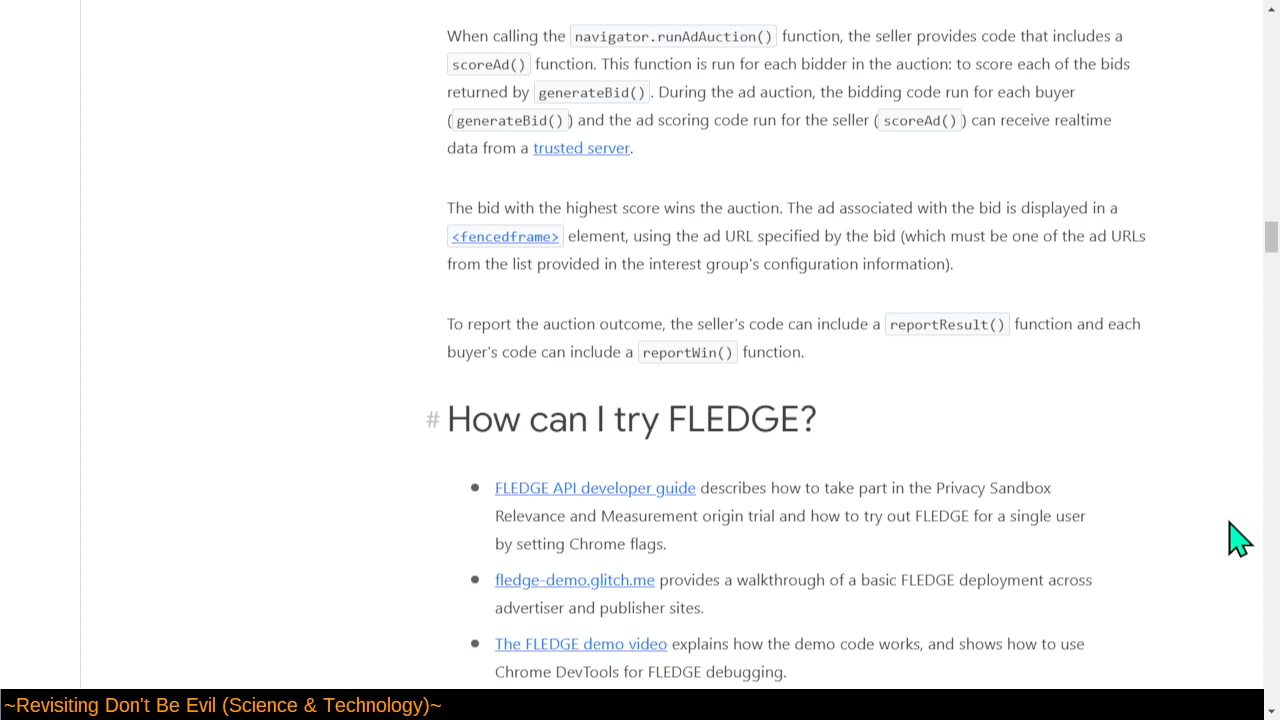 When calling the navigator.runAdAuction() function, the seller provides code that includes a
scoreAd() function. This function is run for each bidder in the auction: to score each of the bids
returned by generateBid(). During the ad auction, the bidding code run for each buyer
(generateBid()) and the ad scoring code run for the seller (scoreAd()) can receive realtime
data from a trusted server.
The bid with the highest score wins the auction. The ad associated with the bid is displayed in a
<fencedframe> element, using the ad URL specified by the bid (which must be one of the ad URLs
from the list provided in the interest group's configuration information).
To report the auction outcome, the seller's code can include a reportResult() function and each
buyer's code can include a reportWin() function.
# How can I try FLEDGE?
● FLEDGE API developer guide describes how to take part in the Privacy Sandbox
Relevance and Measurement origin trial and how to try out FLEDGE for a single user
by setting Chrome flags.
● fledge-demo.glitch.me provides a walkthrough of a basic FLEDGE deployment across
advertiser and publisher sites.
● The FLEDGE demo video explains how the demo code works, and shows how to use
Chrome DevTools for FLEDGE debugging.
~Revisiting Don't Be Evil (Science & Technology)~